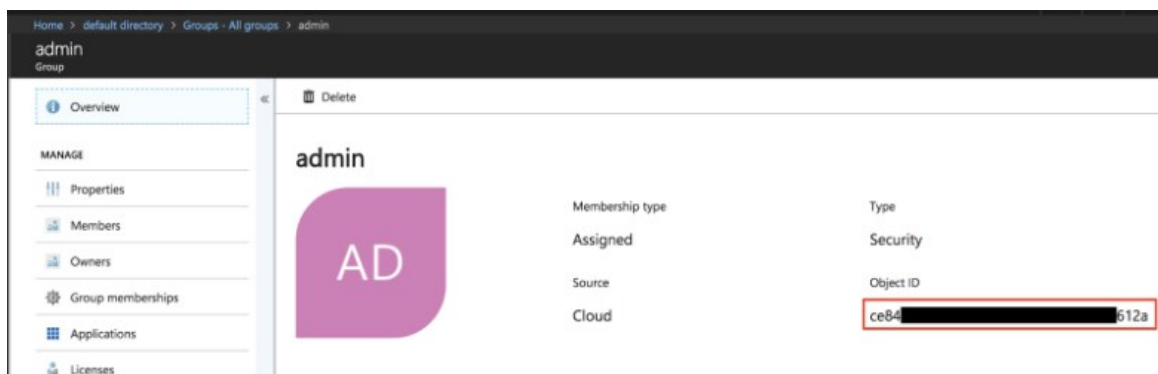 Home > default directory > Groups - All groups > admin
admin
Group
Overview
« Delete
MANAGE
admin
Properties
Membership type Type
Members
Assigned Security
Owners
AD
Source Object ID
Group memberships
Cloud ce84 612a
Applications
Licenses